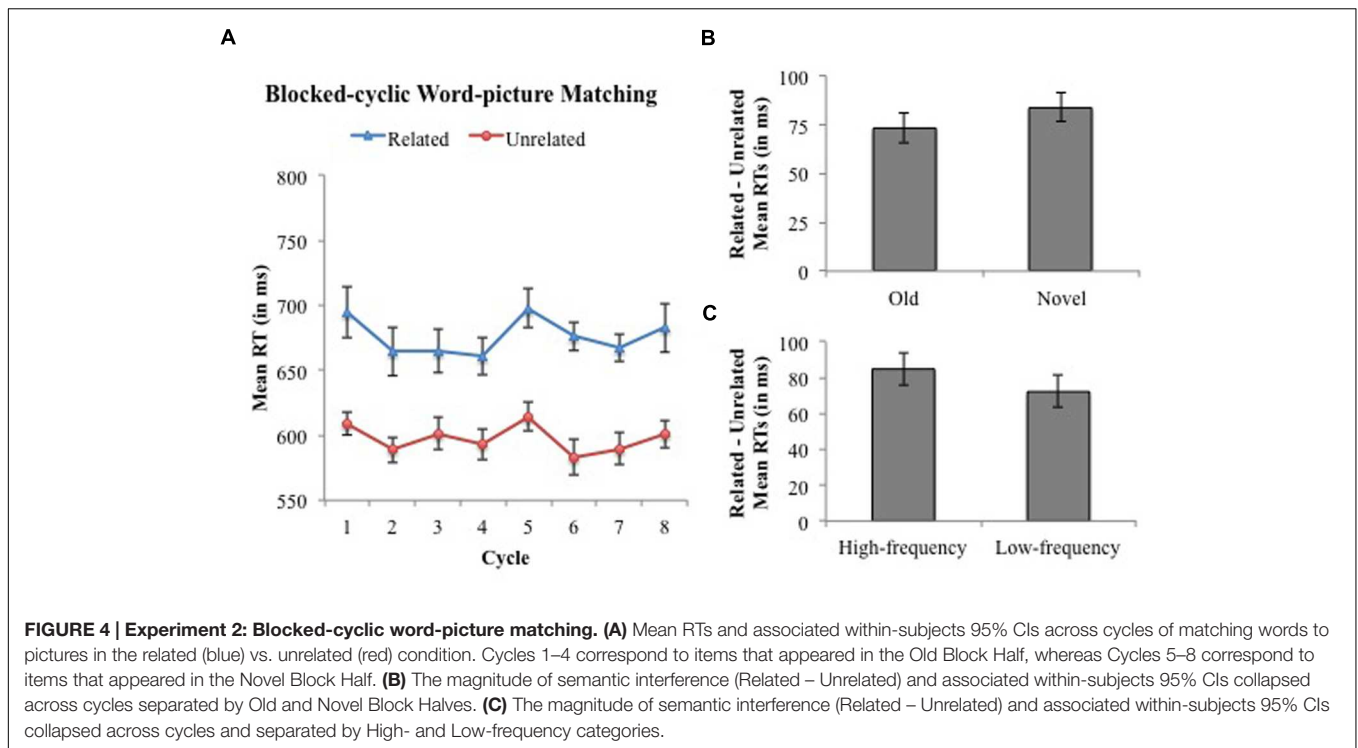 A
Blocked-cyclic Word-picture Matching
Related
Unrelated
Mean RT (in ms)
800
750
700
650
600
550
1 2 3 4 5 6 7 8
Cycle
B
Related - Unrelated
Mean RTs (in ms)
100
75
50
25
0
Old Novel
C
Related - Unrelated
Mean RTs (in ms)
100
80
60
40
20
0
High-frequency Low-frequency
FIGURE 4 | Experiment 2: Blocked-cyclic word-picture matching. (A) Mean RTs and associated within-subjects 95% CIs across cycles of matching words to
pictures in the related (blue) vs. unrelated (red) condition. Cycles 1–4 correspond to items that appeared in the Old Block Half, whereas Cycles 5–8 correspond to
items that appeared in the Novel Block Half. (B) The magnitude of semantic interference (Related – Unrelated) and associated within-subjects 95% CIs collapsed
across cycles separated by Old and Novel Block Halves. (C) The magnitude of semantic interference (Related – Unrelated) and associated within-subjects 95% CIs
collapsed across cycles and separated by High- and Low-frequency categories.